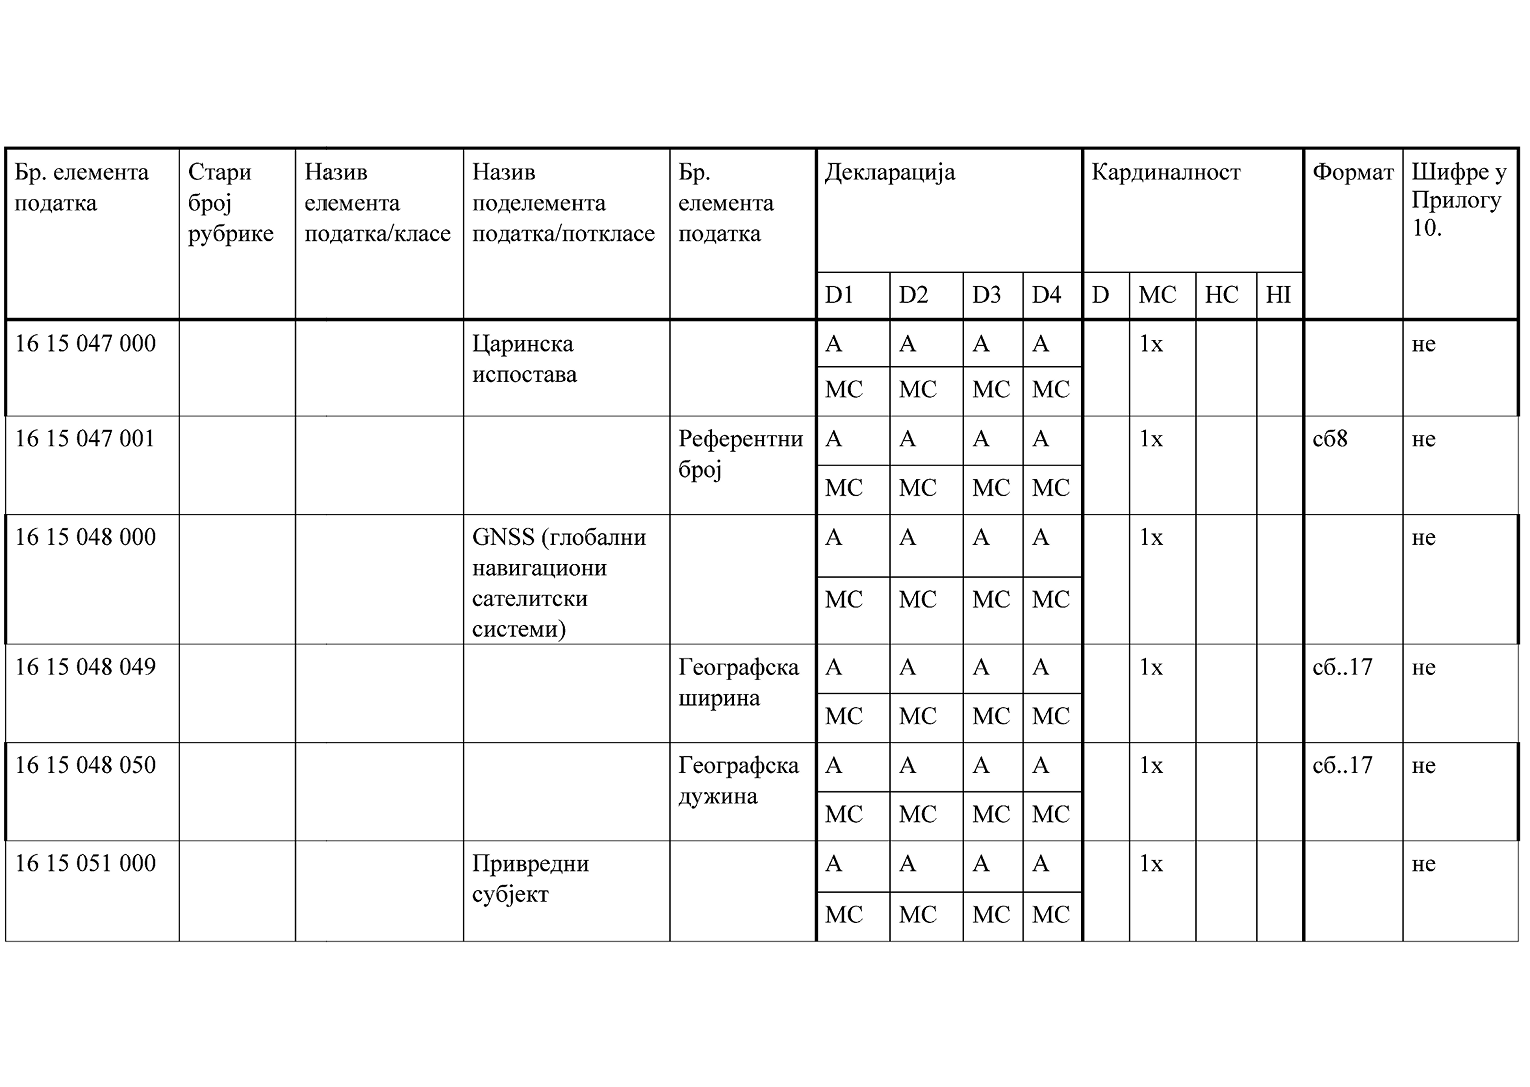 Бр. елемента
податка
Стари
број
рубрике
Назив
елемента
податка/класе
Назив
поделемента
податка/поткласе
Бр.
елемента
податка
Декларација
Кардиналност
Формат
Шифре у
Прилогу
10.
D1 D2 D3 D4 D MC HC HI
16 15 047 000
Царинска
испостава
А А А А 1x не
MC MC MC MC
16 15 047 001
Референтни
број
А А А А 1x сб8 не
MC MC MC MC
16 15 048 000
GNSS (глобални
навигациони
сателитски
системи)
А А А А 1x не
MC MC MC MC
16 15 048 049
Географска
ширина
А А А А 1x сб..17 не
MC MC MC MC
16 15 048 050
Географска
дужина
А А А А 1x сб..17 не
MC MC MC MC
16 15 051 000
Привредни
субјект
А А А А 1x не
MC MC MC MC